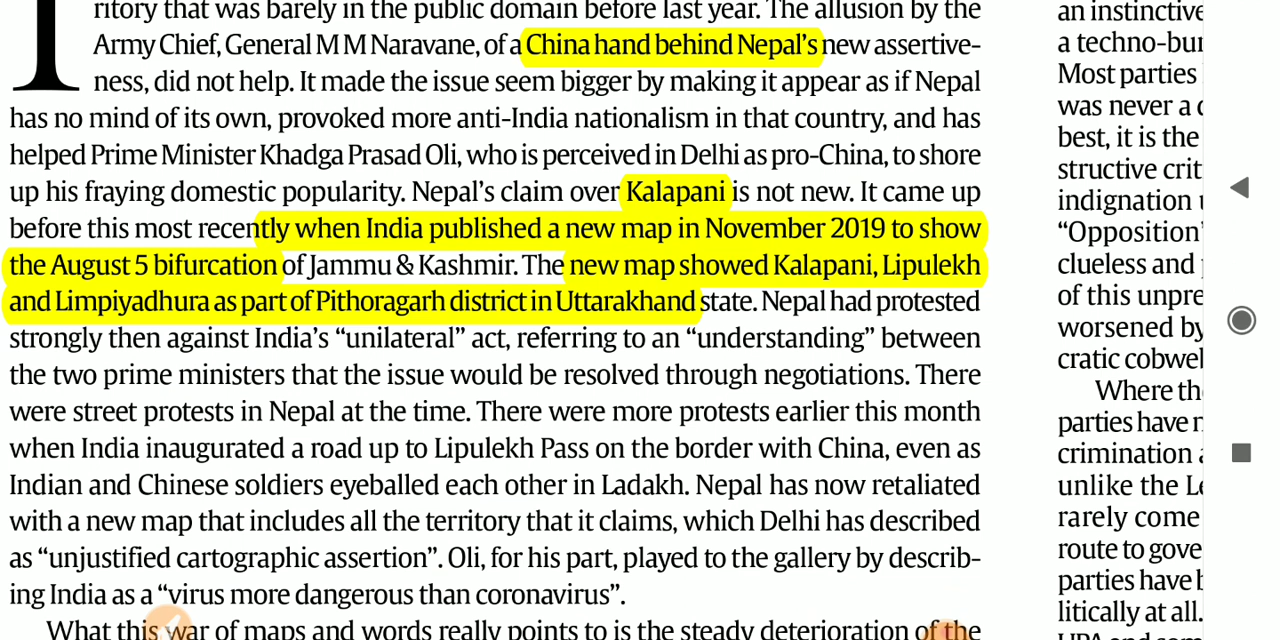 I
ritory that was barely in the public domain before last year. The allusion by the
Army Chief, General M M Naravane, of a China hand behind Nepal's new assertive-
ness, did not help. It made the issue seem bigger by making it appear as if Nepal
has no mind of its own, provoked more anti-India nationalism in that country, and has
helped Prime Minister Khadga Prasad Oli, who is perceived in Delhi as pro-China, to shore
up his fraying domestic popularity. Nepal's claim over Kalapani is not new. It came up
before this most recently when India published a new map in November 2019 to show
the August 5 bifurcation of Jammu & Kashmir. The new map showed Kalapani, Lipulekh
and Limpiyadhura as part of Pithoragarh district in Uttarakhand state. Nepal had protested
strongly then against India's “unilateral” act, referring to an “understanding” between
the two prime ministers that the issue would be resolved through negotiations. There
were street protests in Nepal at the time. There were more protests earlier this month
when India inaugurated a road up to Lipulekh Pass on the border with China, even as
Indian and Chinese soldiers eyeballed each other in Ladakh. Nepal has now retaliated
with a new map that includes all the territory that it claims, which Delhi has described
as “unjustified cartographic assertion”. Oli, for his part, played to the gallery by describ-
ing India as a “virus more dangerous than coronavirus”.
What this war of maps and words really points to is the steady deterioration of the
an instinctive
a techno-bur
Most parties
was never a c
best, it is the
structive crit
indignation
“Opposition”
clueless and
of this unpre
worsened by
cratic cobwel
Where th
parties have n
crimination
unlike the Le
rarely come
route to gove
parties have b
litically at all.
UPA and som